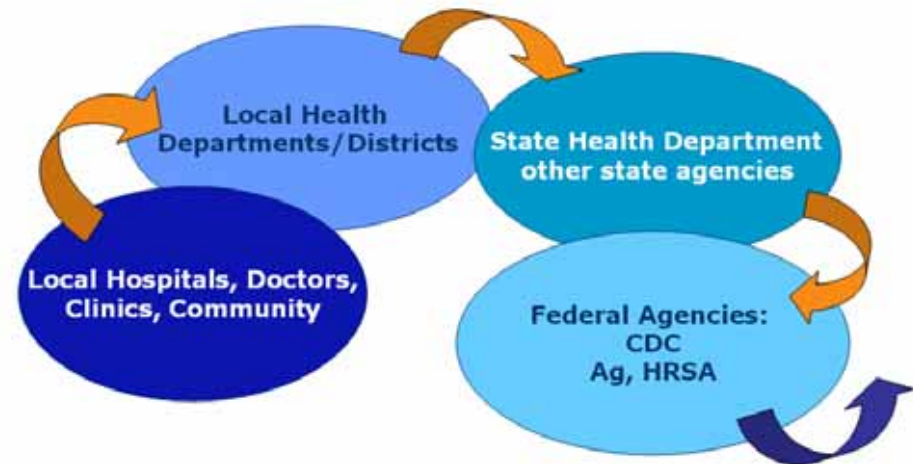 Local Health
Departments/Districts
State Health Department
other state agencies
Local Hospitals, Doctors,
Clinics, Community
Federal Agencies:
CDC
Ag, HRSA